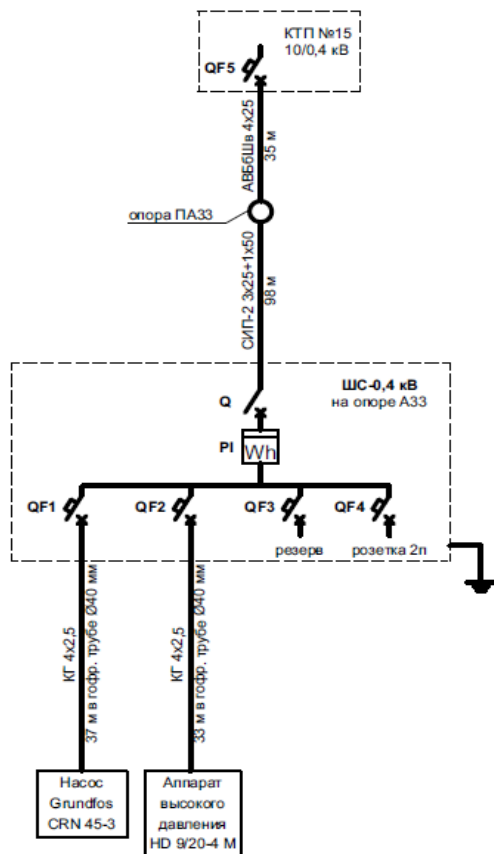 КТП №15
10/0,4 кВ
QF5
АВБбШв 4х25
35 м
опора ПА33
СИП-2 3х25+1х50
98 м
ШС-0,4 кВ
на опоре А33
Q
PI
Wh
QF1
QF2
QF3
QF4
резерв
розетка 2п
КГ 4х2,5
37 м в гофр. трубе Ø40 мм
КГ 4х2,5
33 м в гофр. трубе Ø40 мм
Насос
Grundfos
CRN 45-3
Аппарат
высокого
давления
HD 9/20-4 М